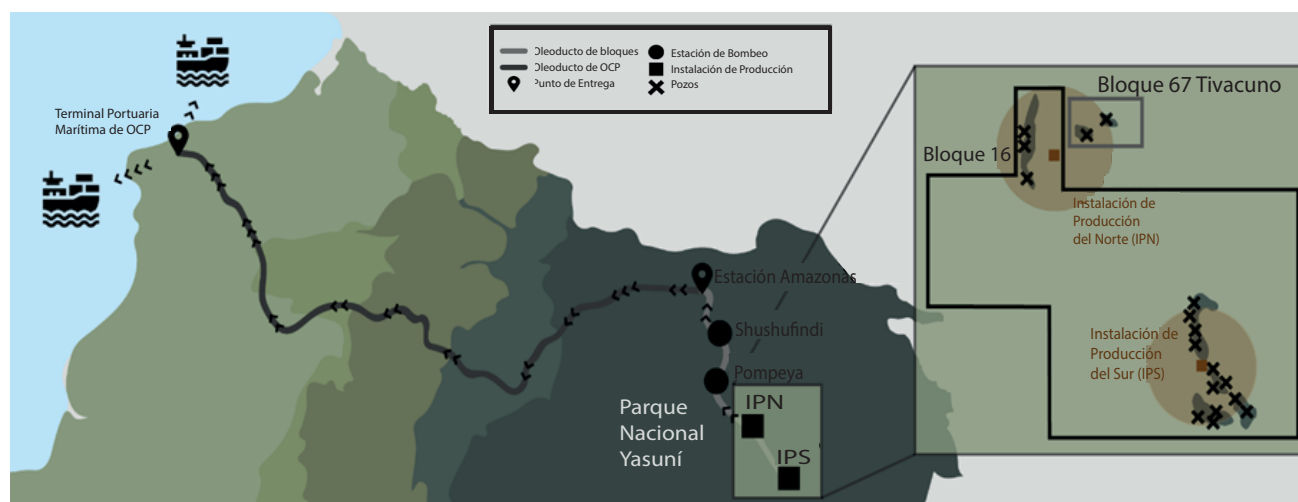 Oleoducto de bloques
Oleoducto de OCP
Punto de Entrega
Estación de Bombeo
Instalación de Producción
Pozos
Terminal Portuaria
Marítima de OCP
Estación Amazonas
Shushufindi
Pompeya
Parque
Nacional
Yasuní
IPN
IPS
Bloque 67 Tivacuno
Bloque 16
Instalación de
Producción
del Norte (IPN)
Instalación de
Producción
del Sur (IPS)